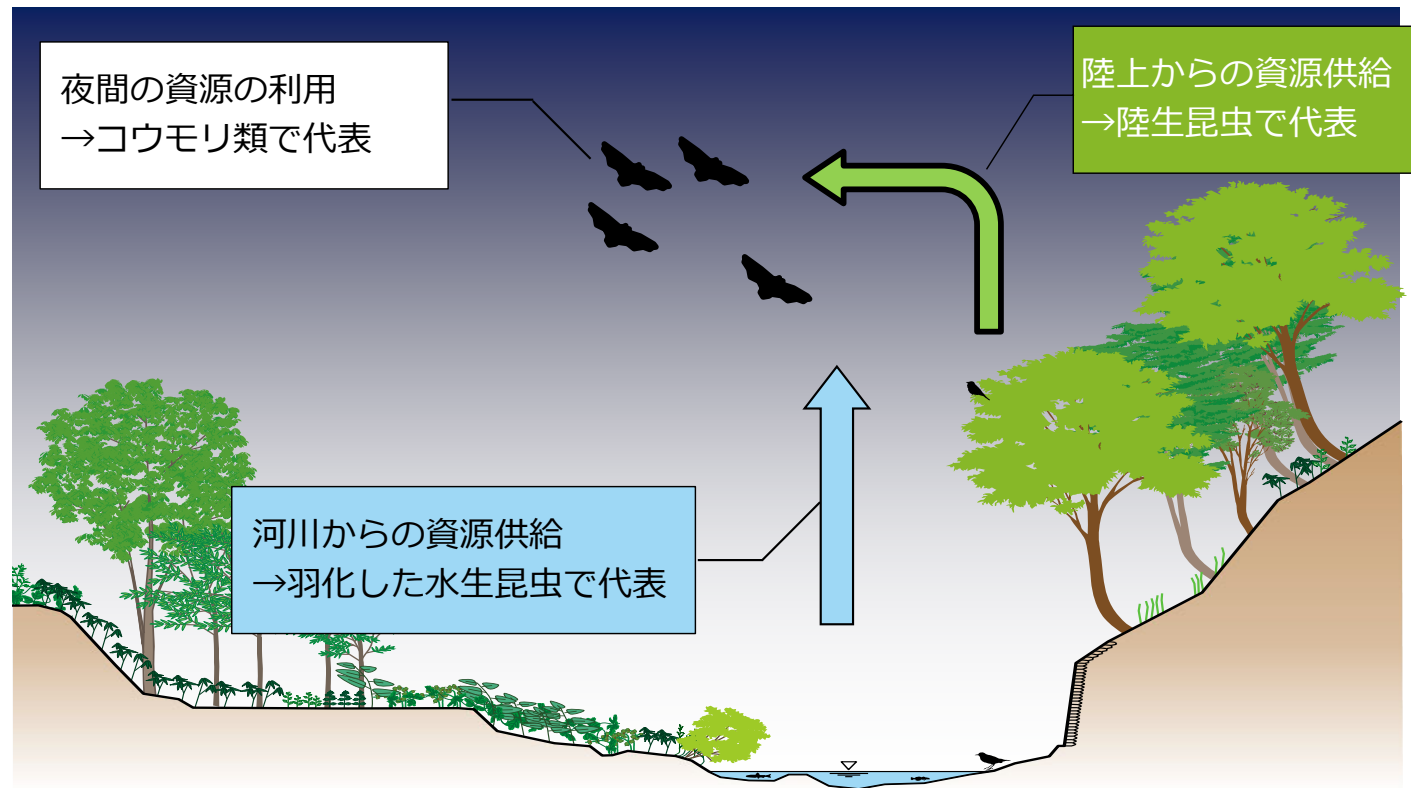 夜間の資源の利用
→コウモリ類で代表
陸上からの資源供給
→陸生昆虫で代表
河川からの資源供給
→羽化した水生昆虫で代表